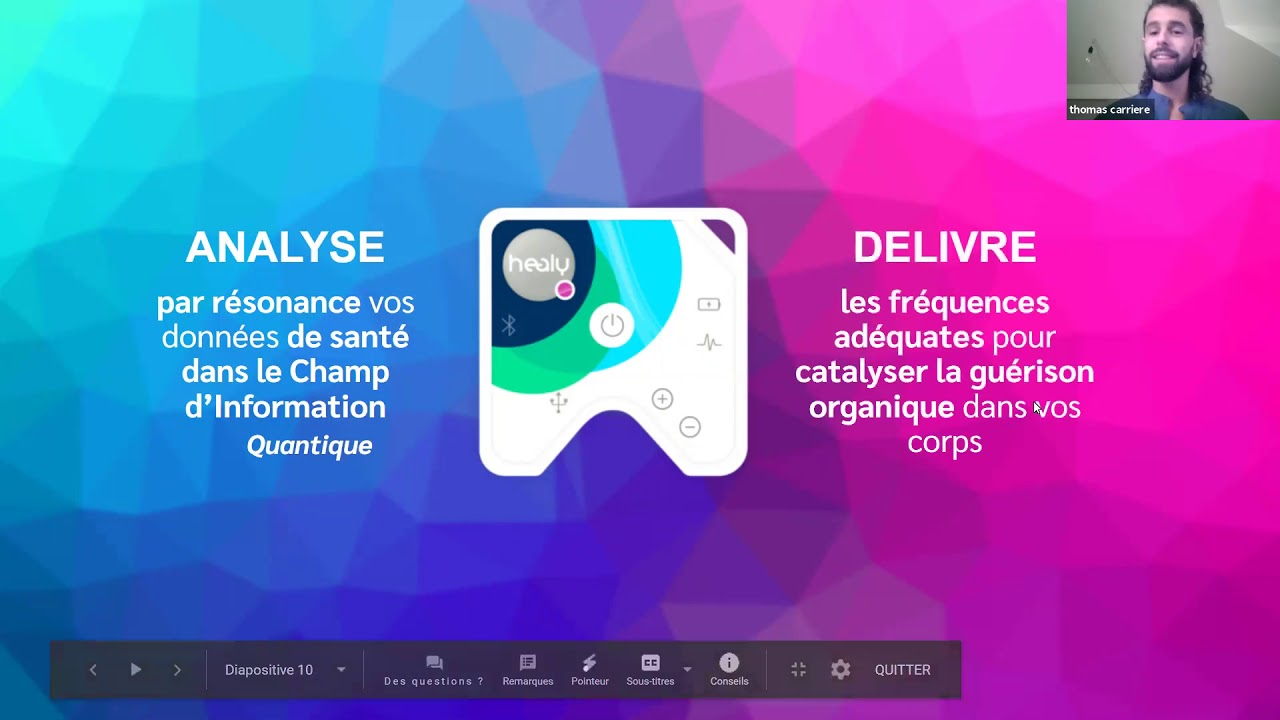 thomas carriere
ANALYSE
par résonance vos
données de santé
dans le Champ
d’Information
Quantique
healy
DELIVRE
les fréquences
adéquates pour
catalyser la guérison
organique dans vos
corps
Diapositive 10
Des questions ?
Remarques
Pointeur
CC
Sous-titres
Conseils
QUITTER